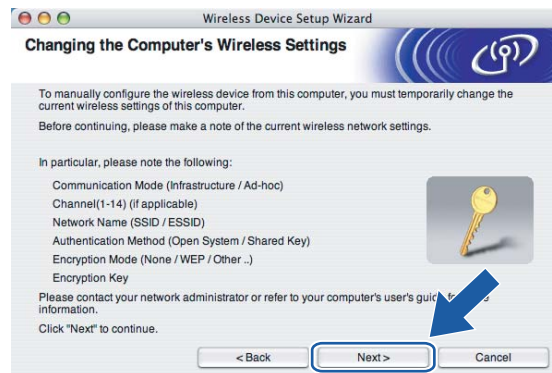 Wireless Device Setup Wizard
Changing the Computer's Wireless Settings
To manually configure the wireless device from this computer, you must temporarily change the
current wireless settings of this computer.
Before continuing, please make a note of the current wireless network settings.
In particular, please note the following:
Communication Mode (Infrastructure / Ad-hoc)
Channel(1-14) (if applicable)
Network Name (SSID / ESSID)
Authentication Method (Open System / Shared Key)
Encryption Mode (None / WEP / Other ..)
Encryption Key
Please contact your network administrator or refer to your computer's user's
information.
Click "Next" to continue.
< Back
Next >
Cancel